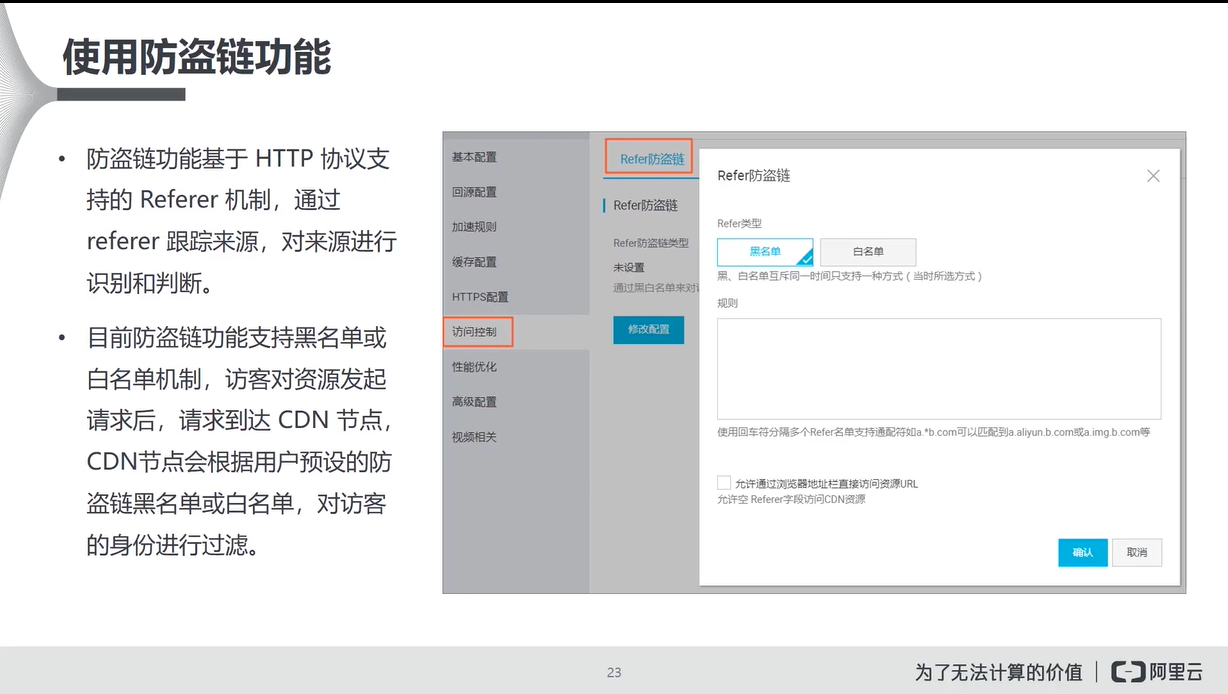 使用防盗链功能
• 防盗链功能基于 HTTP 协议支
持的 Referer 机制，通过
referer 跟踪来源，对来源进行
识别和判断。
• 目前防盗链功能支持黑名单或
白名单机制，访客对资源发起
请求后，请求到达 CDN 节点，
CDN节点会根据用户预设的防
盗链黑名单或白名单，对访客
的身份进行过滤。
基本配置
回源配置
加速规则
缓存配置
HTTPS配置
访问控制
性能优化
高级配置
视频相关
Refer防盗链
Refer防盗链
Refer防盗链类型
未设置
通过黑白名单来对
修改配置
Refer防盗链
Refer类型
黑名单
白名单
黑、白名单互斥同一时间只支持一种方式（当时所选方式）
规则
使用回车符分隔多个Refer名单支持通配符如a.*b.com可以匹配到a.aliyun.b.com或a.img.b.com等
允许通过浏览器地址栏直接访问资源URL
允许空 Referer字段访问CDN资源
确认
取消
23
为了无法计算的价值
阿里云